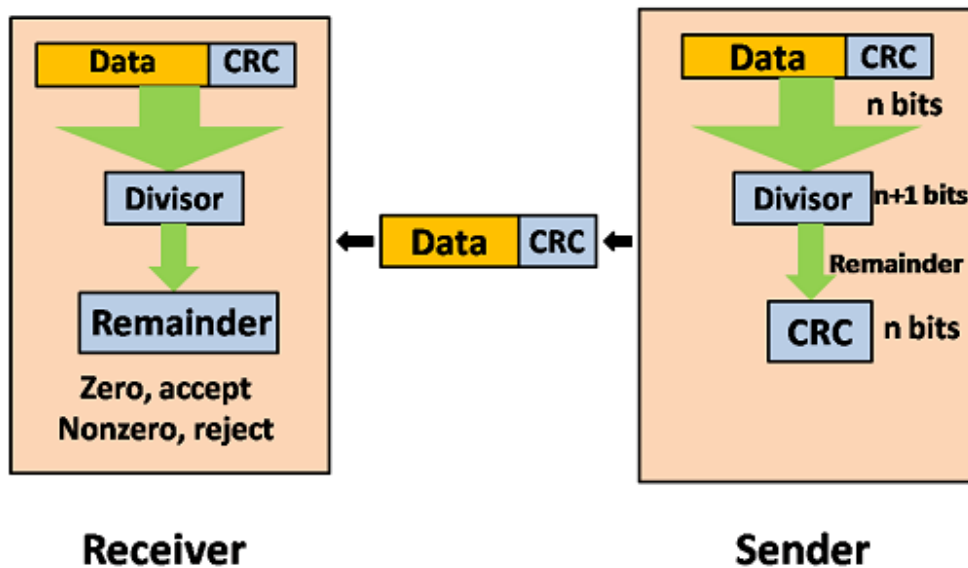 Data CRC
Divisor
Remainder
Zero, accept
Nonzero, reject
Receiver
Data CRC
Data CRC
n bits
Divisor n+1 bits
Remainder
CRC n bits
Sender